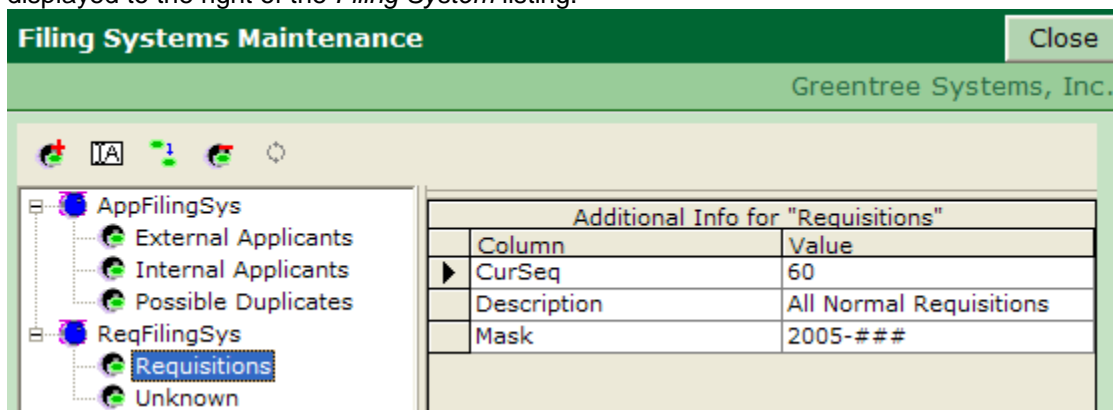 displayed to the right of the Filing System listing.
Filing Systems Maintenance Close
Greentree Systems, Inc.
AppFilingSys
External Applicants
Internal Applicants
Possible Duplicates
ReqFilingSys
Requisitions
Unknown
Additional Info for "Requisitions"
Column Value
CurSeq 60
Description All Normal Requisitions
Mask 2005-###